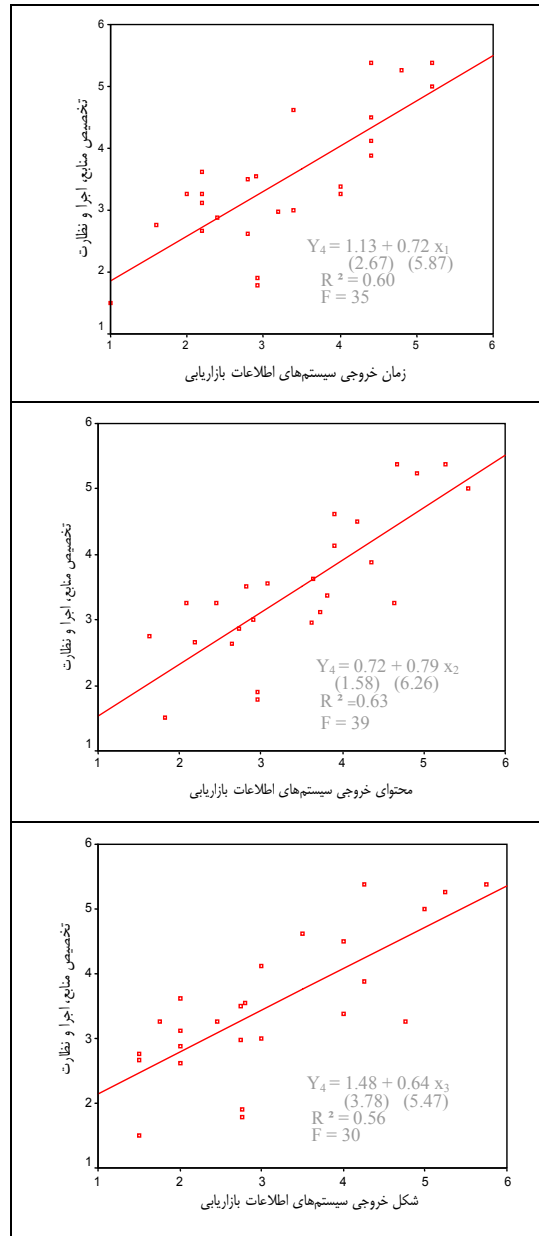 6
5
4
3
2
1
تخصیص منابع، اجرا و نظارت
Y₄ = 1.13 + 0.72 x₁
(2.67) (5.87)
R ² = 0.60
F = 35
1 2 3 4 5 6
زمان خروجی سیستم‌های اطلاعات بازاریابی
6
5
4
3
2
1
تخصیص منابع، اجرا و نظارت
Y₄ = 0.72 + 0.79 x₂
(1.58) (6.26)
R ² =0.63
F = 39
1 2 3 4 5 6
محتوای خروجی سیستم‌های اطلاعات بازاریابی
6
5
4
3
2
1
تخصیص منابع، اجرا و نظارت
Y₄ = 1.48 + 0.64 x₃
(3.78) (5.47)
R ² = 0.56
F = 30
1 2 3 4 5 6
شکل خروجی سیستم‌های اطلاعات بازاریابی